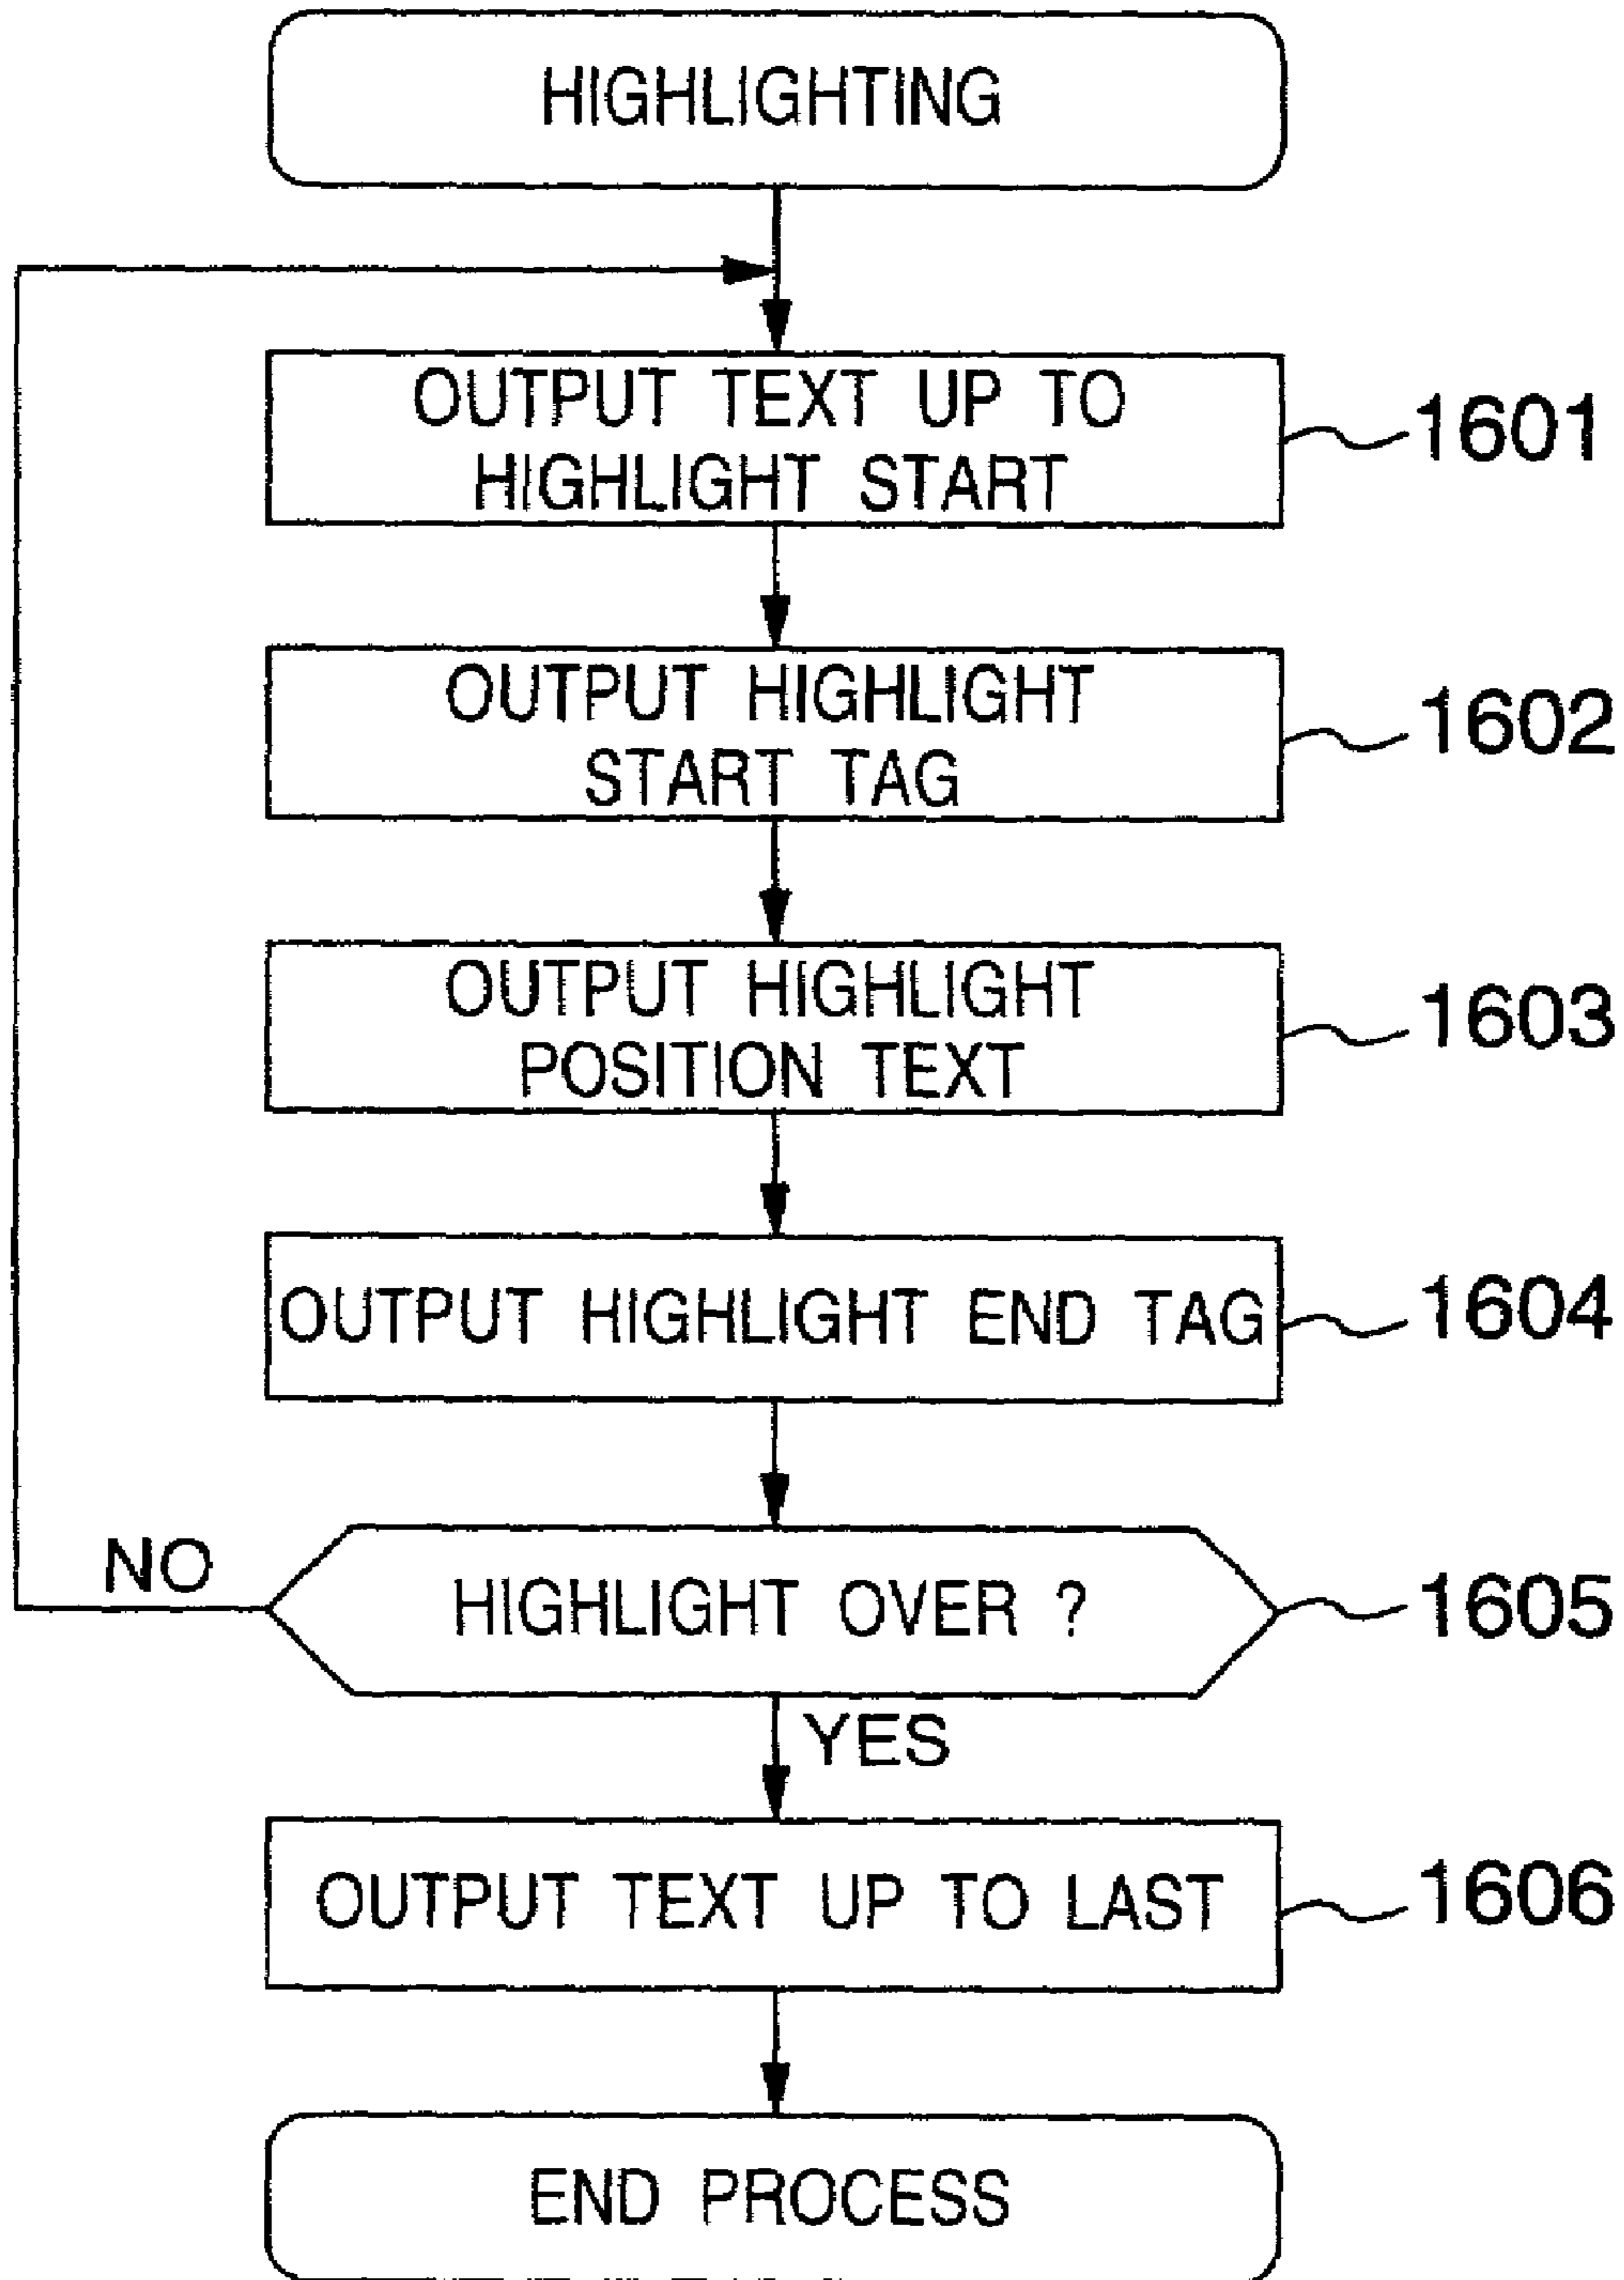 HIGHLIGHTING
OUTPUT TEXT UP TO
HIGHLIGHT START
1601
OUTPUT HIGHLIGHT
START TAG
1602
OUTPUT HIGHLIGHT
POSITION TEXT
1603
OUTPUT HIGHLIGHT END TAG
1604
NO
HIGHLIGHT OVER ?
1605
YES
OUTPUT TEXT UP TO LAST
1606
END PROCESS